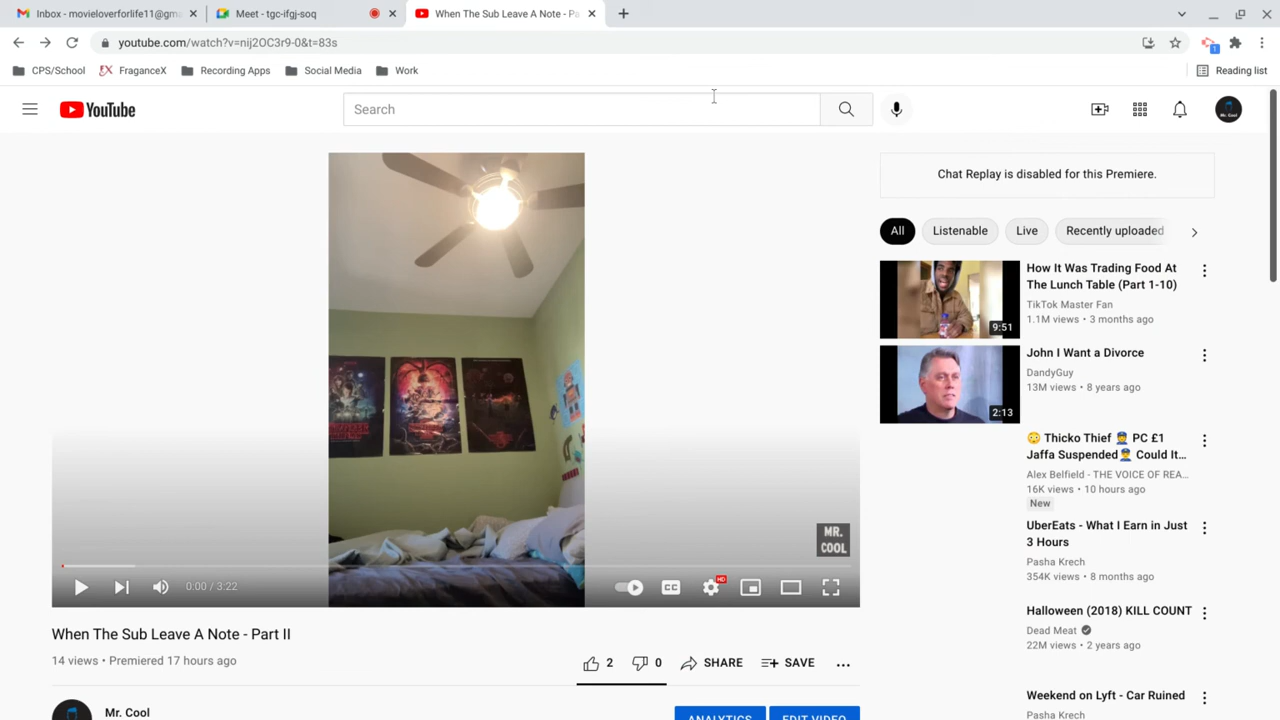 Inbox - movieloverforlife11@gm
Meet - tgc-ifgj-soq
When The Sub Leave A Note - Pa
youtube.com/watch?v=nij2OC3r9-0&t=83s
1
CPS/School
FraganceX
Recording Apps
Social Media
Work
Reading list
YouTube
Search
Mr. Cool
Chat Replay is disabled for this Premiere.
All
Listenable
Live
Recently uploaded
How It Was Trading Food At
The Lunch Table (Part 1-10)
TikTok Master Fan
1.1M views • 3 months ago
9:51
John I Want a Divorce
DandyGuy
13M views • 8 years ago
2:13
😳 Thicko Thief 👮 PC £1
Jaffa Suspended👮 Could It...
Alex Belfield - THE VOICE OF REA...
16K views • 10 hours ago
New
UberEats - What I Earn in Just
3 Hours
Pasha Krech
354K views • 8 months ago
Halloween (2018) KILL COUNT
Dead Meat
22M views • 2 years ago
Weekend on Lyft - Car Ruined
Pasha Krech
MR.
COOL
0:00 / 3:22
CC
HD
When The Sub Leave A Note - Part II
14 views • Premiered 17 hours ago
2
0
SHARE
SAVE
Mr. Cool
ANALYTICS
EDIT VIDEO